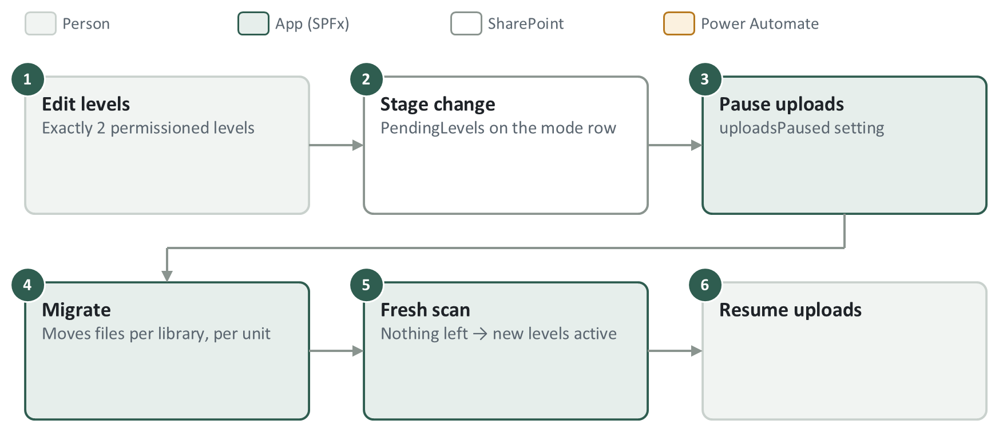 Person
App (SPFx)
SharePoint
Power Automate
1
Edit levels
Exactly 2 permissioned levels
2
Stage change
PendingLevels on the mode row
3
Pause uploads
uploadsPaused setting
4
Migrate
Moves files per library, per unit
5
Fresh scan
Nothing left → new levels active
6
Resume uploads